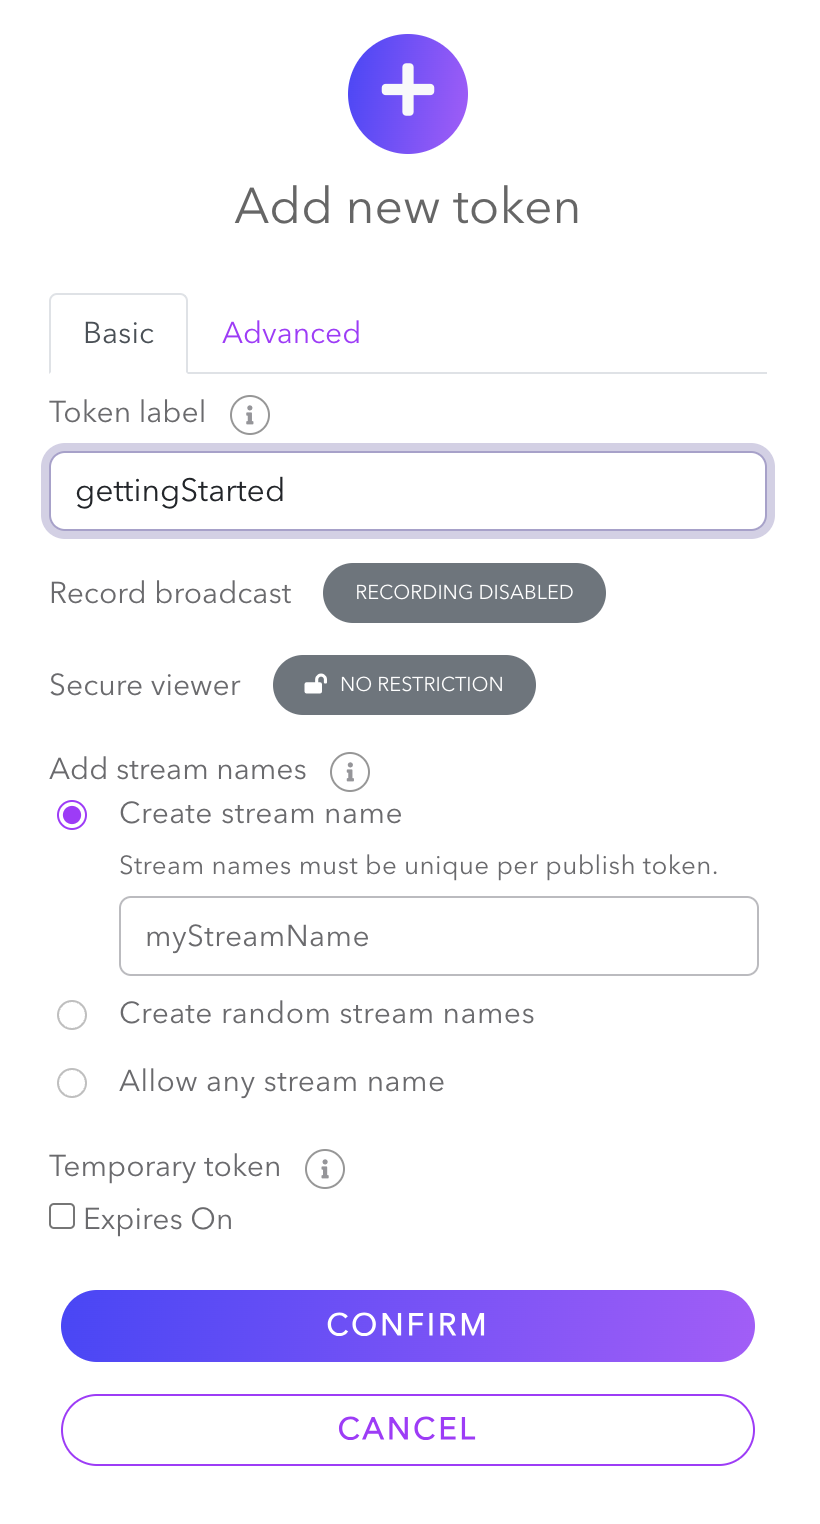 Add new token
Basic Advanced
Token label
gettingStarted
Record broadcast RECORDING DISABLED
Secure viewer NO RESTRICTION
Add stream names
Create stream name
Stream names must be unique per publish token.
myStreamName
Create random stream names
Allow any stream name
Temporary token
Expires On
CONFIRM
CANCEL